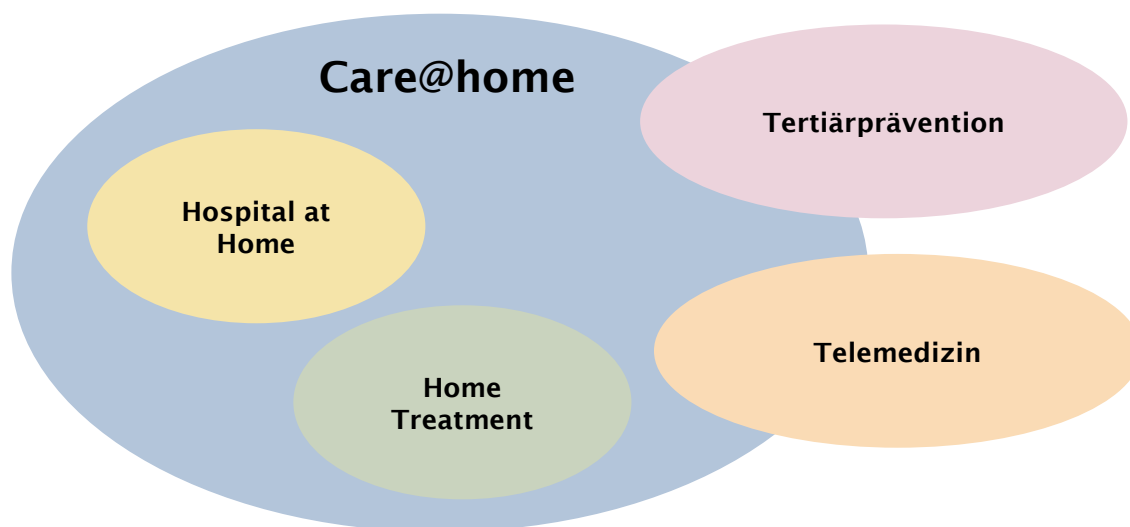 Care@home
Tertiärprävention
Hospital at
Home
Telemedizin
Home
Treatment